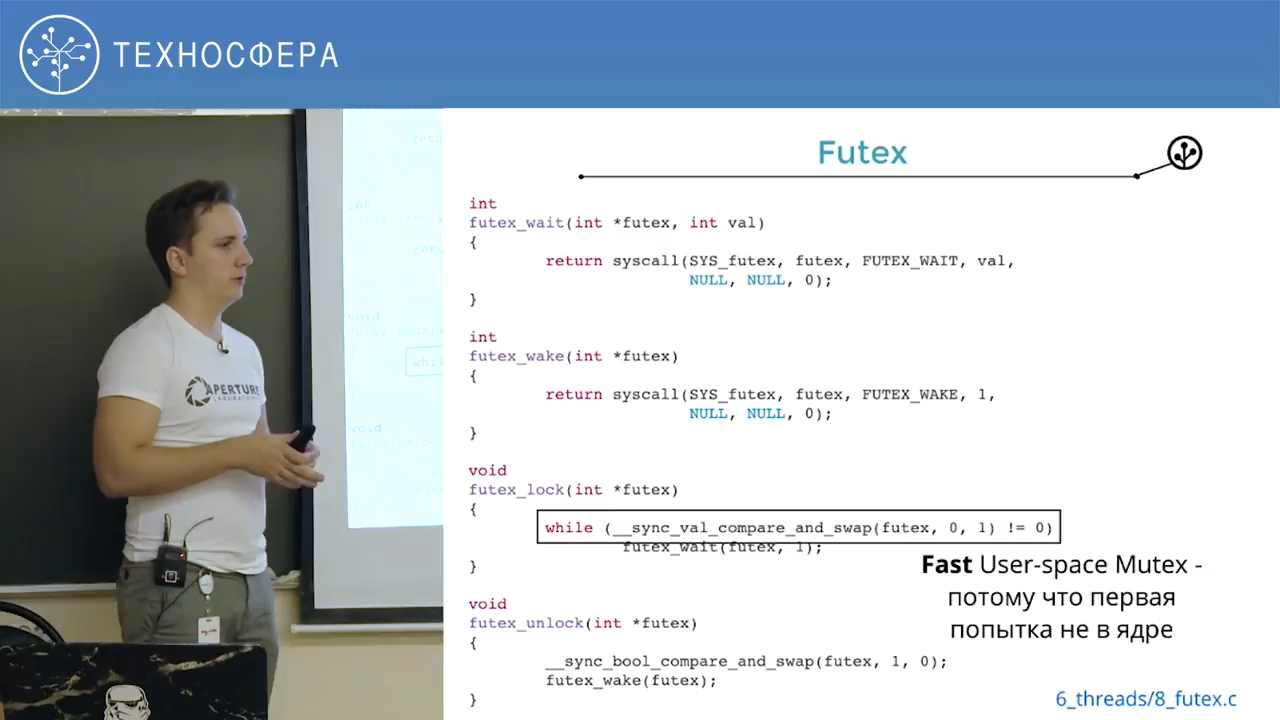 ТЕХНОСФЕРА
Futex
int
futex_wait(int *futex, int val)
{
return syscall(SYS_futex, futex, FUTEX_WAIT, val,
NULL, NULL, 0);
}
int
futex_wake(int *futex)
{
return syscall(SYS_futex, futex, FUTEX_WAKE, 1,
NULL, NULL, 0);
}
void
futex_lock(int *futex)
{
while (__sync_val_compare_and_swap(futex, 0, 1) != 0)
futex_wait(futex, 1);
}
Fast User-space Mutex -
потому что первая
попытка не в ядре
void
futex_unlock(int *futex)
{
__sync_bool_compare_and_swap(futex, 1, 0);
futex_wake(futex);
}
6_threads/8_futex.c
APERTURE
LABORATORIES
int
void
void